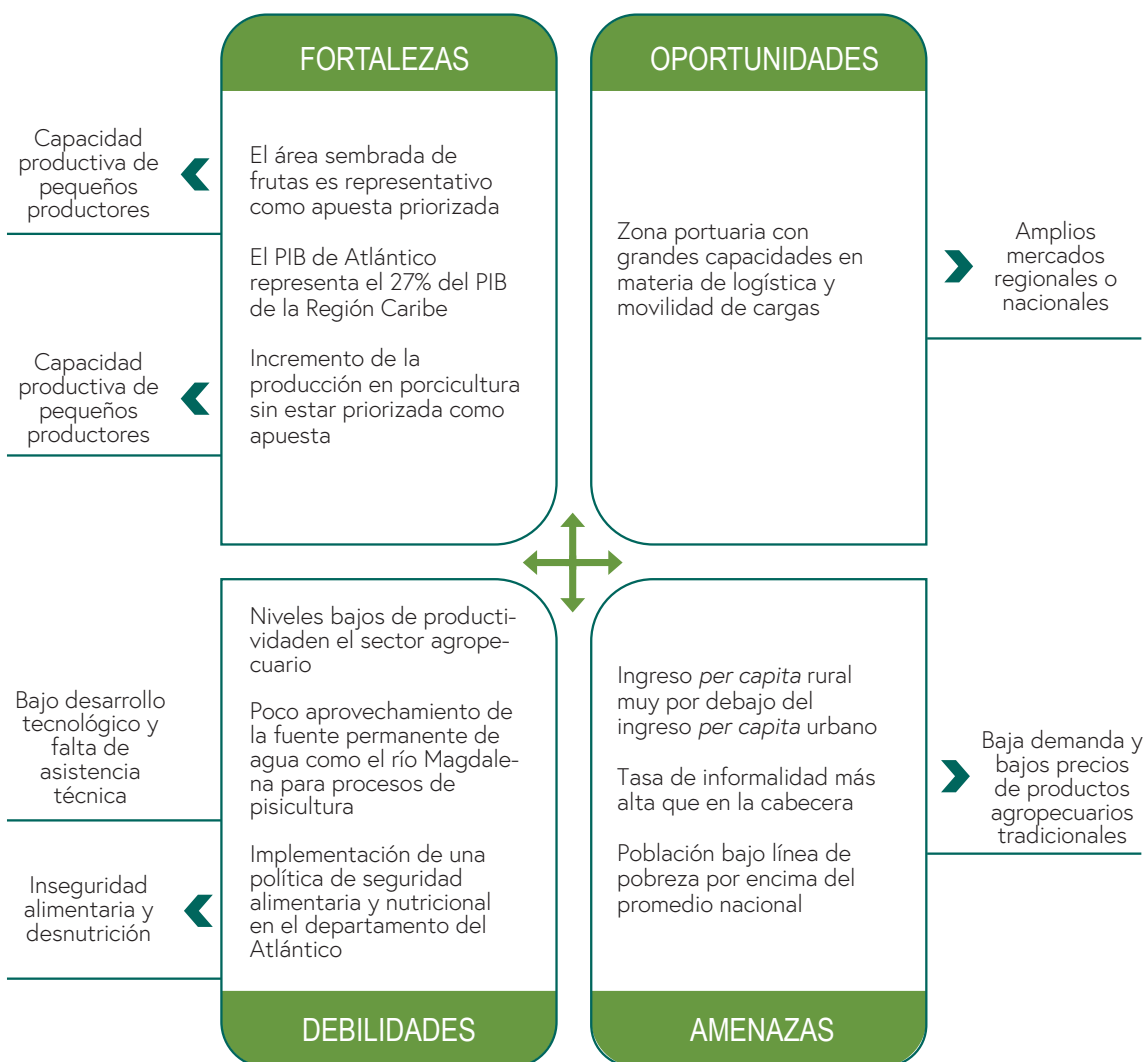 FORTALEZAS
Capacidad
productiva de
pequeños
productores
Capacidad
productiva de
pequeños
productores
El área sembrada de
frutas es representativo
como apuesta priorizada
El PIB de Atlántico
representa el 27% del PIB
de la Región Caribe
Incremento de la
producción en porcicultura
sin estar priorizada como
apuesta
OPORTUNIDADES
Zona portuaria con
grandes capacidades en
materia de logística y
movilidad de cargas
Amplios
mercados
regionales o
nacionales
Bajo desarrollo
tecnológico y
falta de
asistencia
técnica
Inseguridad
alimentaria y
desnutrición
Niveles bajos de producti-
vidaden el sector agrope-
cuario
Poco aprovechamiento de
la fuente permanente de
agua como el río Magdale-
na para procesos de
pisicultura
Implementación de una
política de seguridad
alimentaria y nutricional
en el departamento del
Atlántico
DEBILIDADES
Ingreso per capita rural
muy por debajo del
ingreso per capita urbano
Tasa de informalidad más
alta que en la cabecera
Población bajo línea de
pobreza por encima del
promedio nacional
Baja demanda y
bajos precios
de productos
agropecuarios
tradicionales
AMENAZAS